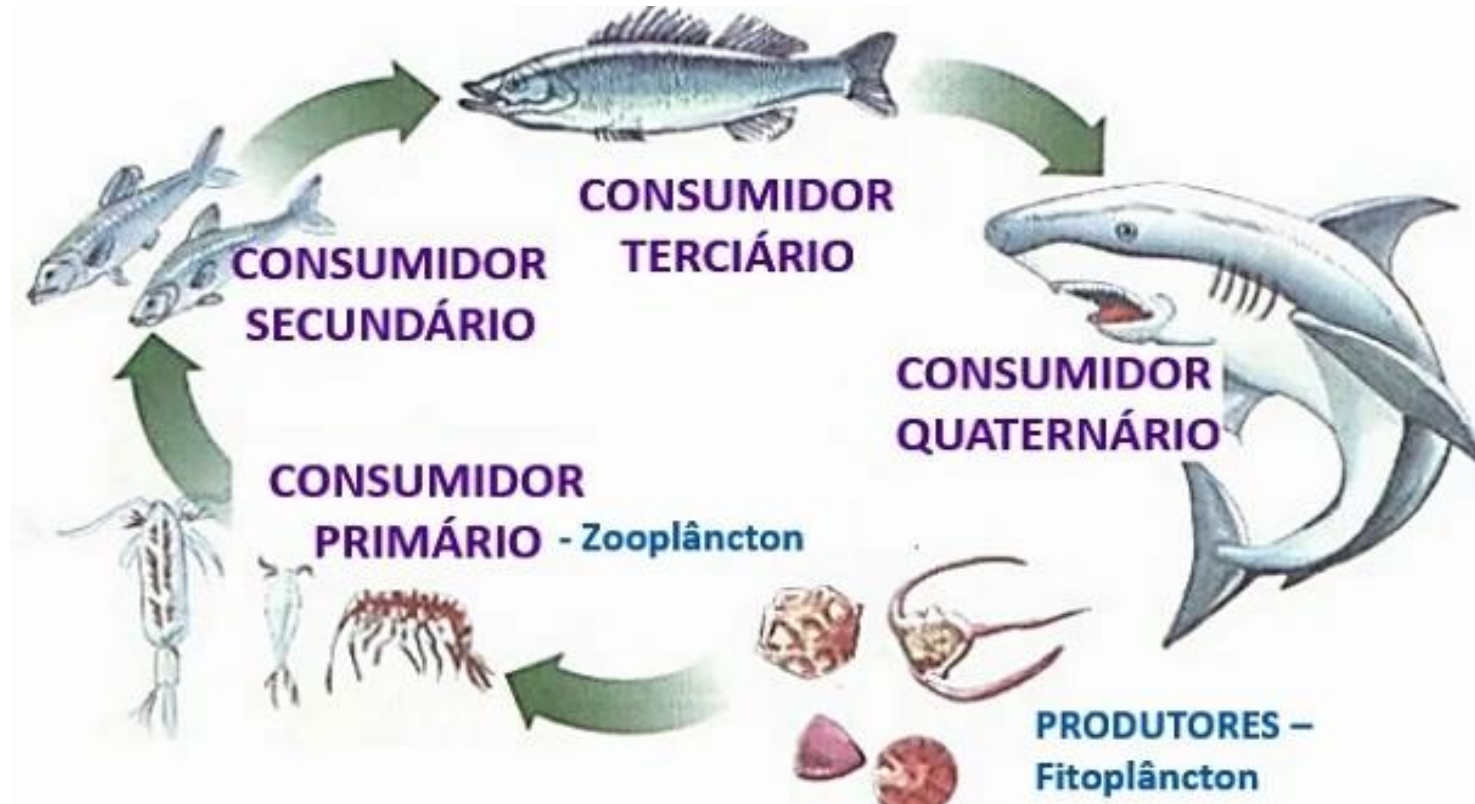 CONSUMIDOR
TERCIÁRIO
CONSUMIDOR
SECUNDÁRIO
CONSUMIDOR
QUATERNÁRIO
CONSUMIDOR
PRIMÁRIO - Zooplâncton
PRODUTORES –
Fitoplâncton